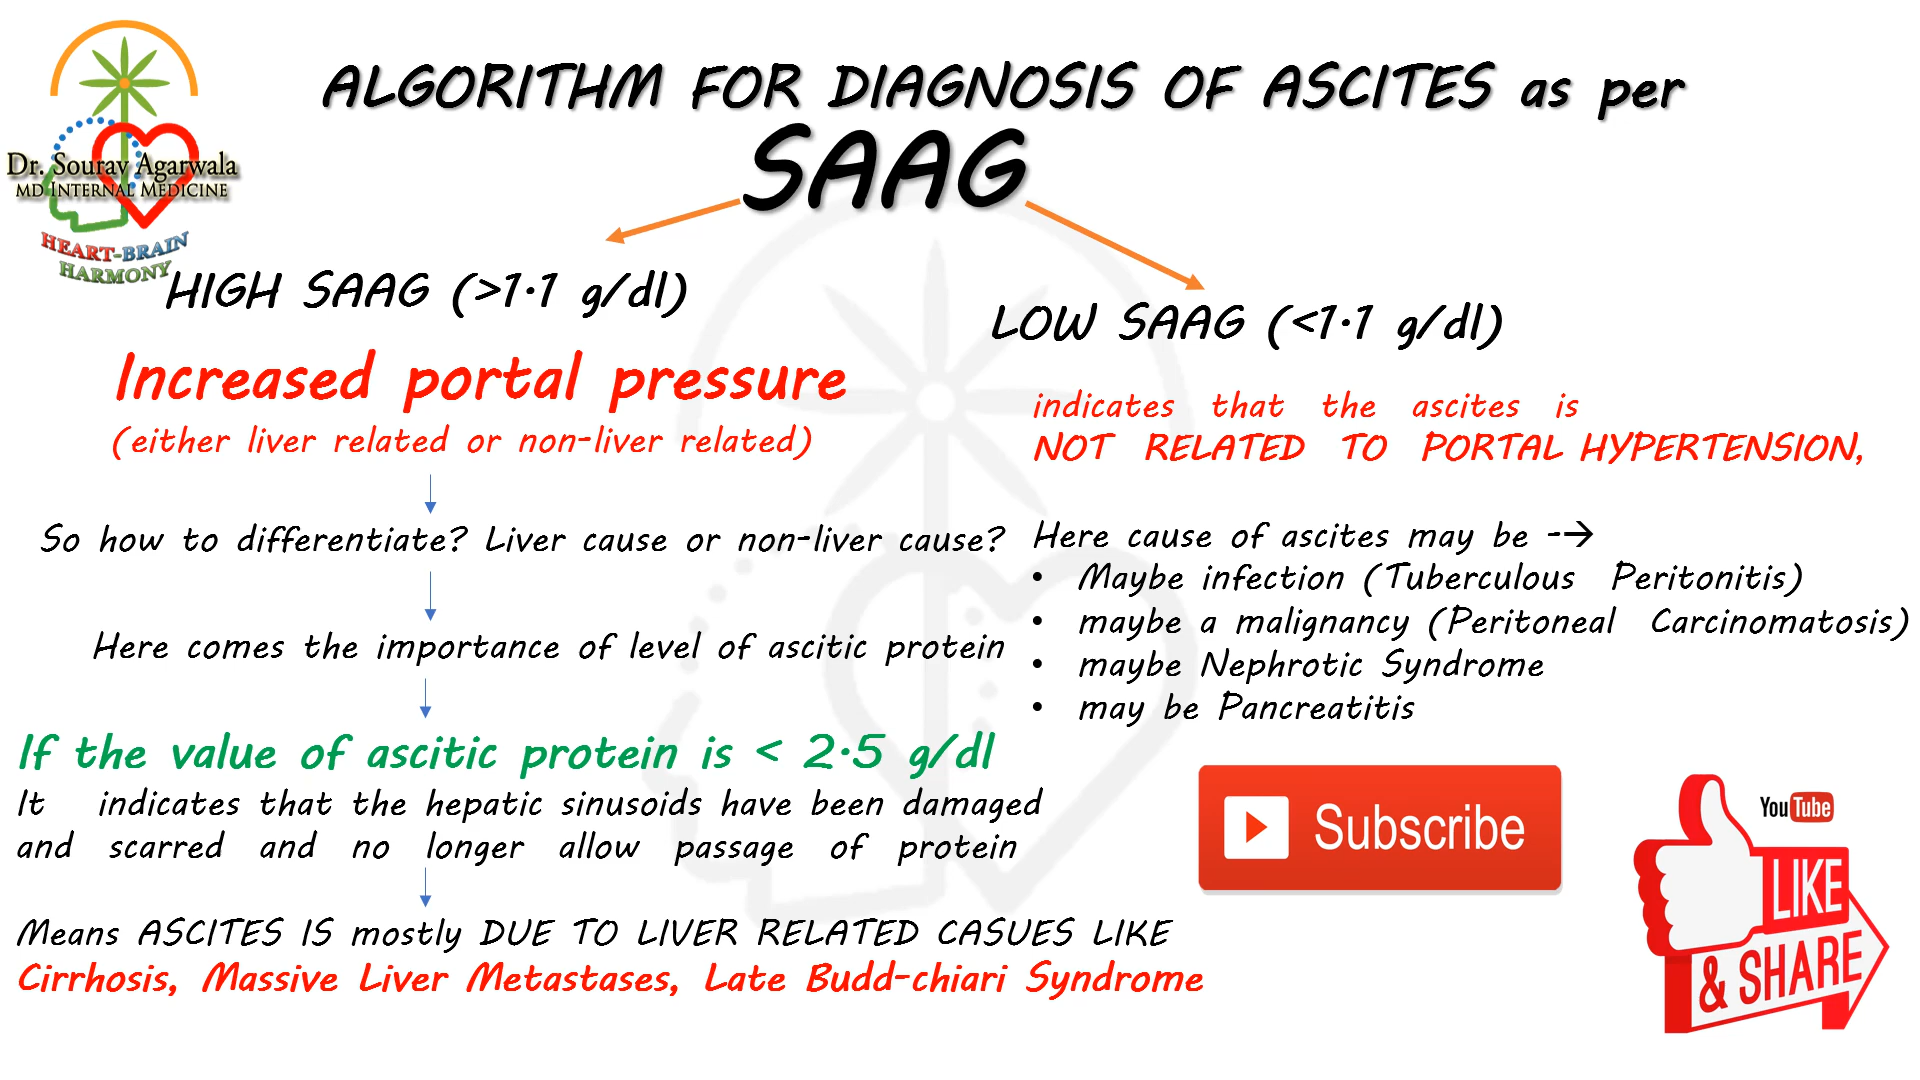 ALGORITHM FOR DIAGNOSIS OF ASCITES as per
SAAG
Dr. Sourav Agarwala
MD INTERNAL MEDICINE
HEART-BRAIN
HARMONY
HIGH SAAG (>1.1 g/dl)
Increased portal pressure
(either liver related or non-liver related)
So how to differentiate? Liver cause or non-liver cause?
Here comes the importance of level of ascitic protein
If the value of ascitic protein is < 2.5 g/dl
It indicates that the hepatic sinusoids have been damaged
and scarred and no longer allow passage of protein
Means ASCITES IS mostly DUE TO LIVER RELATED CASUES LIKE
Cirrhosis, Massive Liver Metastases, Late Budd-chiari Syndrome
LOW SAAG (<1.1 g/dl)
indicates that the ascites is
NOT RELATED TO PORTAL HYPERTENSION,
Here cause of ascites may be -→
• Maybe infection (Tuberculous Peritonitis)
• maybe a malignancy (Peritoneal Carcinomatosis)
• maybe Nephrotic Syndrome
• may be Pancreatitis
Subscribe
YouTube
LIKE
& SHARE